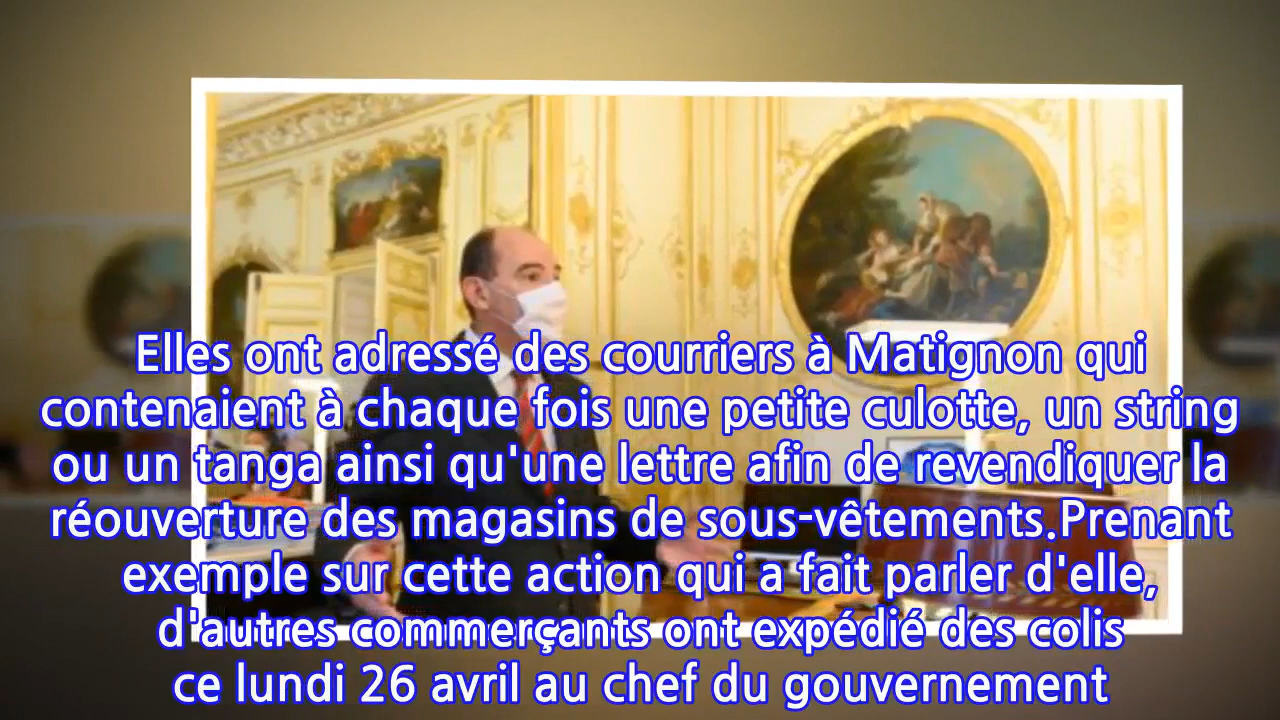 Elles ont adressé des courriers à Matignon qui
contenaient à chaque fois une petite culotte, un string
ou un tanga ainsi qu'une lettre afin de revendiquer la
réouverture des magasins de sous-vêtements.Prenant
exemple sur cette action qui a fait parler d'elle,
d'autres commerçants ont expédié des colis
ce lundi 26 avril au chef du gouvernement